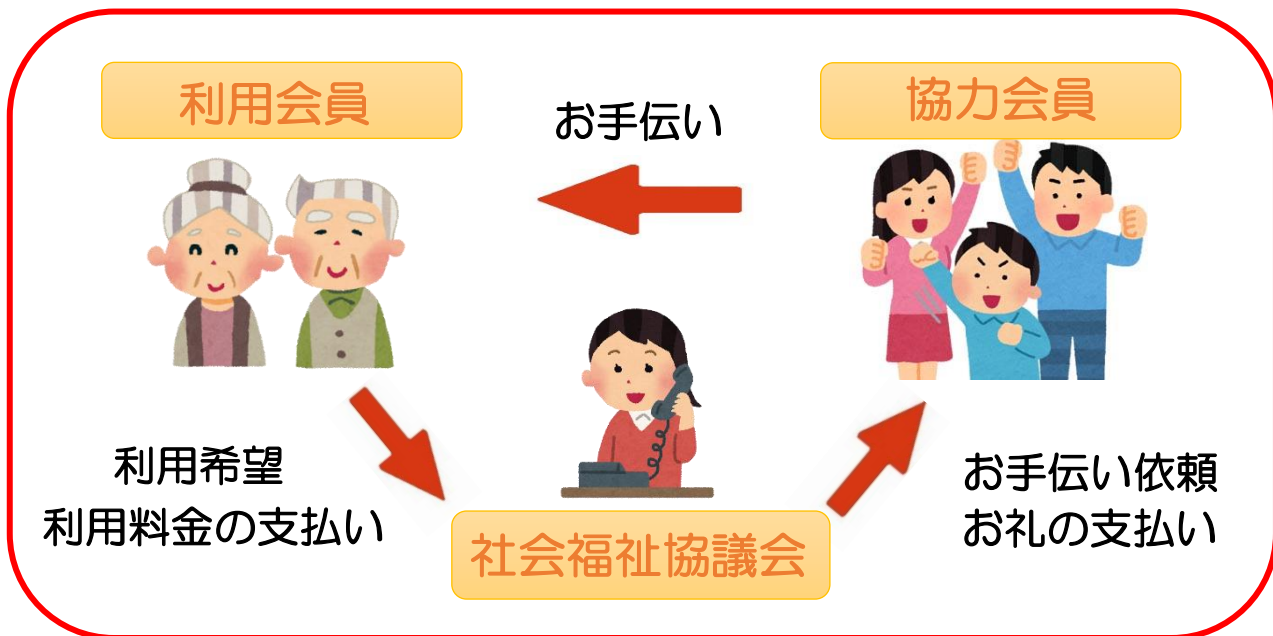 利用会員
お手伝い
協力会員
利用希望
利用料金の支払い
お手伝い依頼
お礼の支払い
社会福祉協議会